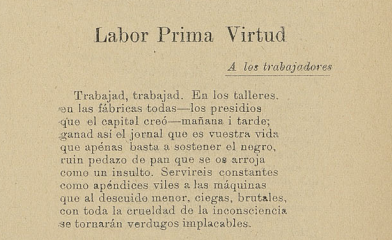 Labor Prima Virtud
A los trabajadores
Trabajad, trabajad. En los talleres.
en las fábricas todas—los presidios
que el capital creó—mañana i tarde;
ganad así el jornal que es vuestra vida
que apénas basta a sostener el negro,
ruin pedazo de pan que se os arroja
como un insulto. Servireis constantes
como apéndices viles a las máquinas
que al descuido menor, ciegas, brutales,
con toda la crueldad de la inconsciencia
se tornarán verdugos implacables.